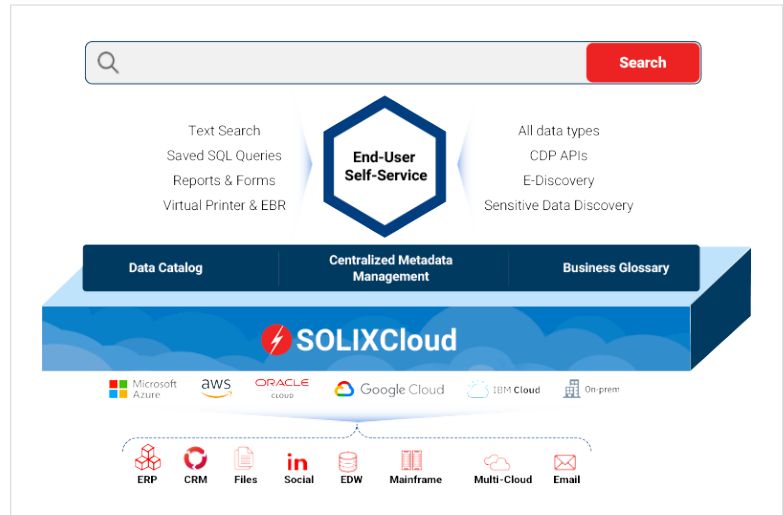 Search
Text Search
Saved SQL Queries
Reports & Forms
Virtual Printer & EBR
End-User
Self-Service
All data types
CDP APIs
E-Discovery
Sensitive Data Discovery
Data Catalog
Centralized Metadata
Management
Business Glossary
SOLIXCloud
Microsoft
Azure
aws
ORACLE
CLOUD
Google Cloud
IBM Cloud
On-prem
ERP
CRM
Files
in
Social
EDW
Mainframe
Multi-Cloud
Email